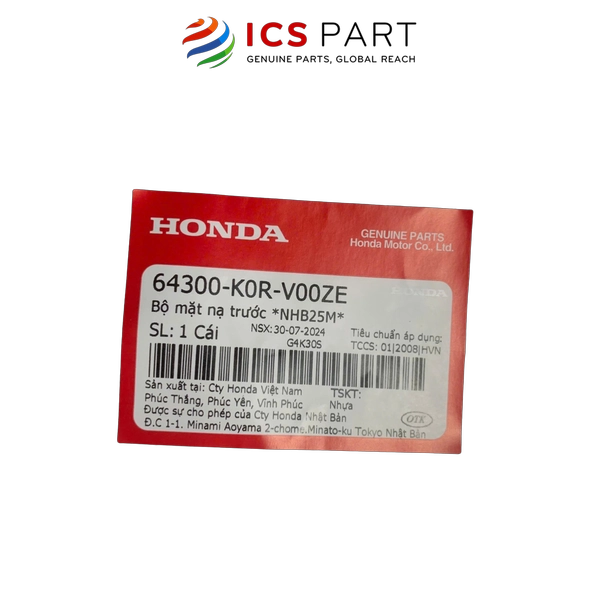 ICS PART
GENUINE PARTS, GLOBAL REACH
HONDA
GENUINE PARTS
Honda Motor Co., Ltd.
64300-K0R-V00ZE
Bộ mặt nạ trước *NHB25M*
SL: 1 Cái
NSX: 30-07-2024
G4K30S
Tiêu chuẩn áp dụng:
TCCS: 01|2008|HVN
Sản xuất tại: Cty Honda Việt Nam
Phúc Thắng, Phúc Yên, Vĩnh Phúc
Được sự cho phép của Cty Honda Nhật Bản
Đ.C 1-1. Minami Aoyama 2-chome.Minato-ku Tokyo Nhật Bản
TSKT:
Nhựa
OTK